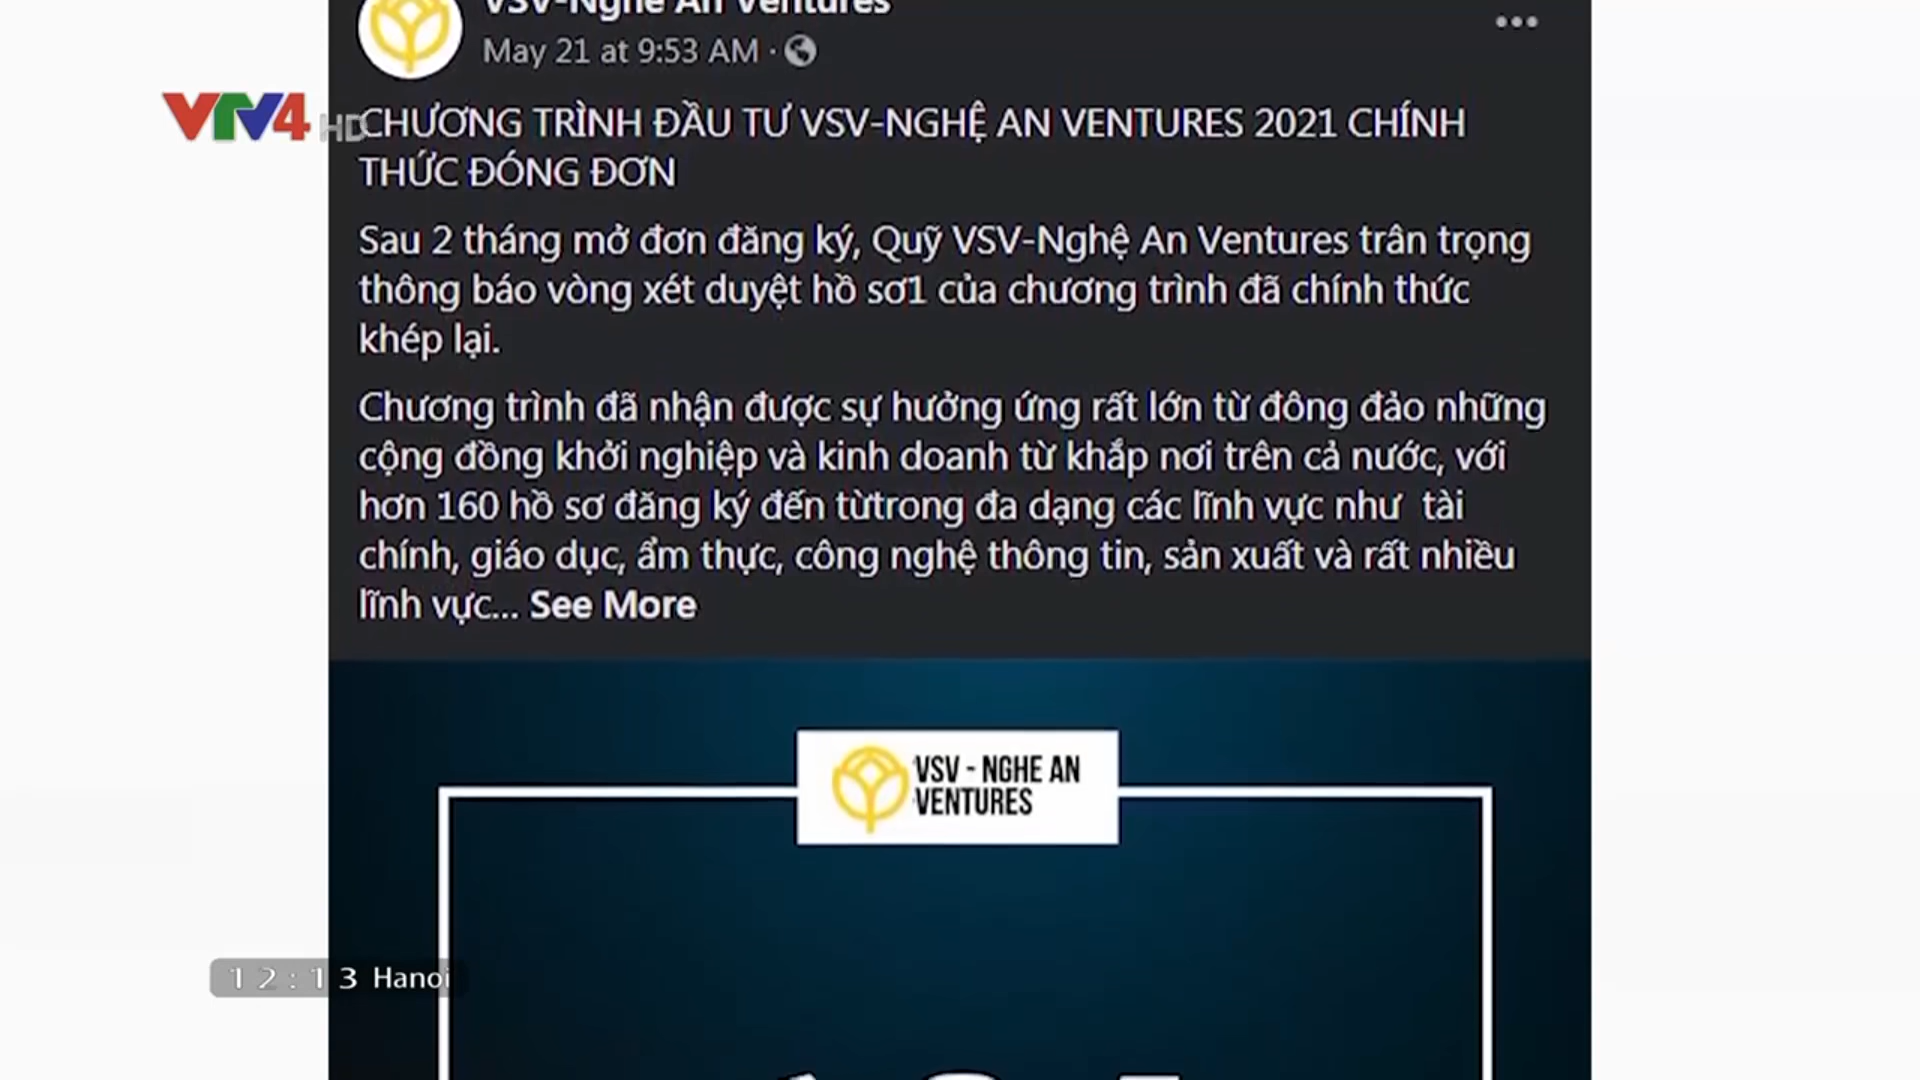 VSV-Nghệ An Ventures
May 21 at 9:53 AM ·
VTV4 HD
CHƯƠNG TRÌNH ĐẦU TƯ VSV-NGHỆ AN VENTURES 2021 CHÍNH
THỨC ĐÓNG ĐƠN
Sau 2 tháng mở đơn đăng ký, Quỹ VSV-Nghệ An Ventures trân trọng
thông báo vòng xét duyệt hồ sơ1 của chương trình đã chính thức
khép lại.
Chương trình đã nhận được sự hưởng ứng rất lớn từ đông đảo những
cộng đồng khởi nghiệp và kinh doanh từ khắp nơi trên cả nước, với
hơn 160 hồ sơ đăng ký đến từtrong đa dạng các lĩnh vực như  tài
chính, giáo dục, ẩm thực, công nghệ thông tin, sản xuất và rất nhiều
lĩnh vực... See More
VSV - NGHE AN
VENTURES
12:13 Hanoi